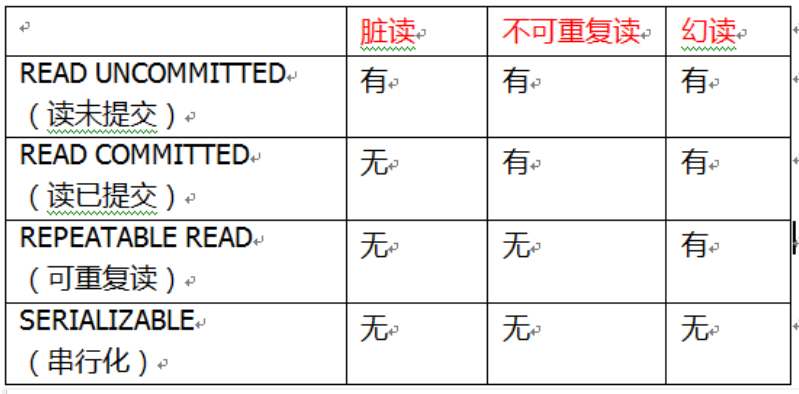 脏读 不可重复读 幻读
READ UNCOMMITTED 有 有 有
（读未提交）
READ COMMITTED 无 有 有
（读已提交）
REPEATABLE READ 无 无 有
（可重复读）
SERIALIZABLE 无 无 无
（串行化）